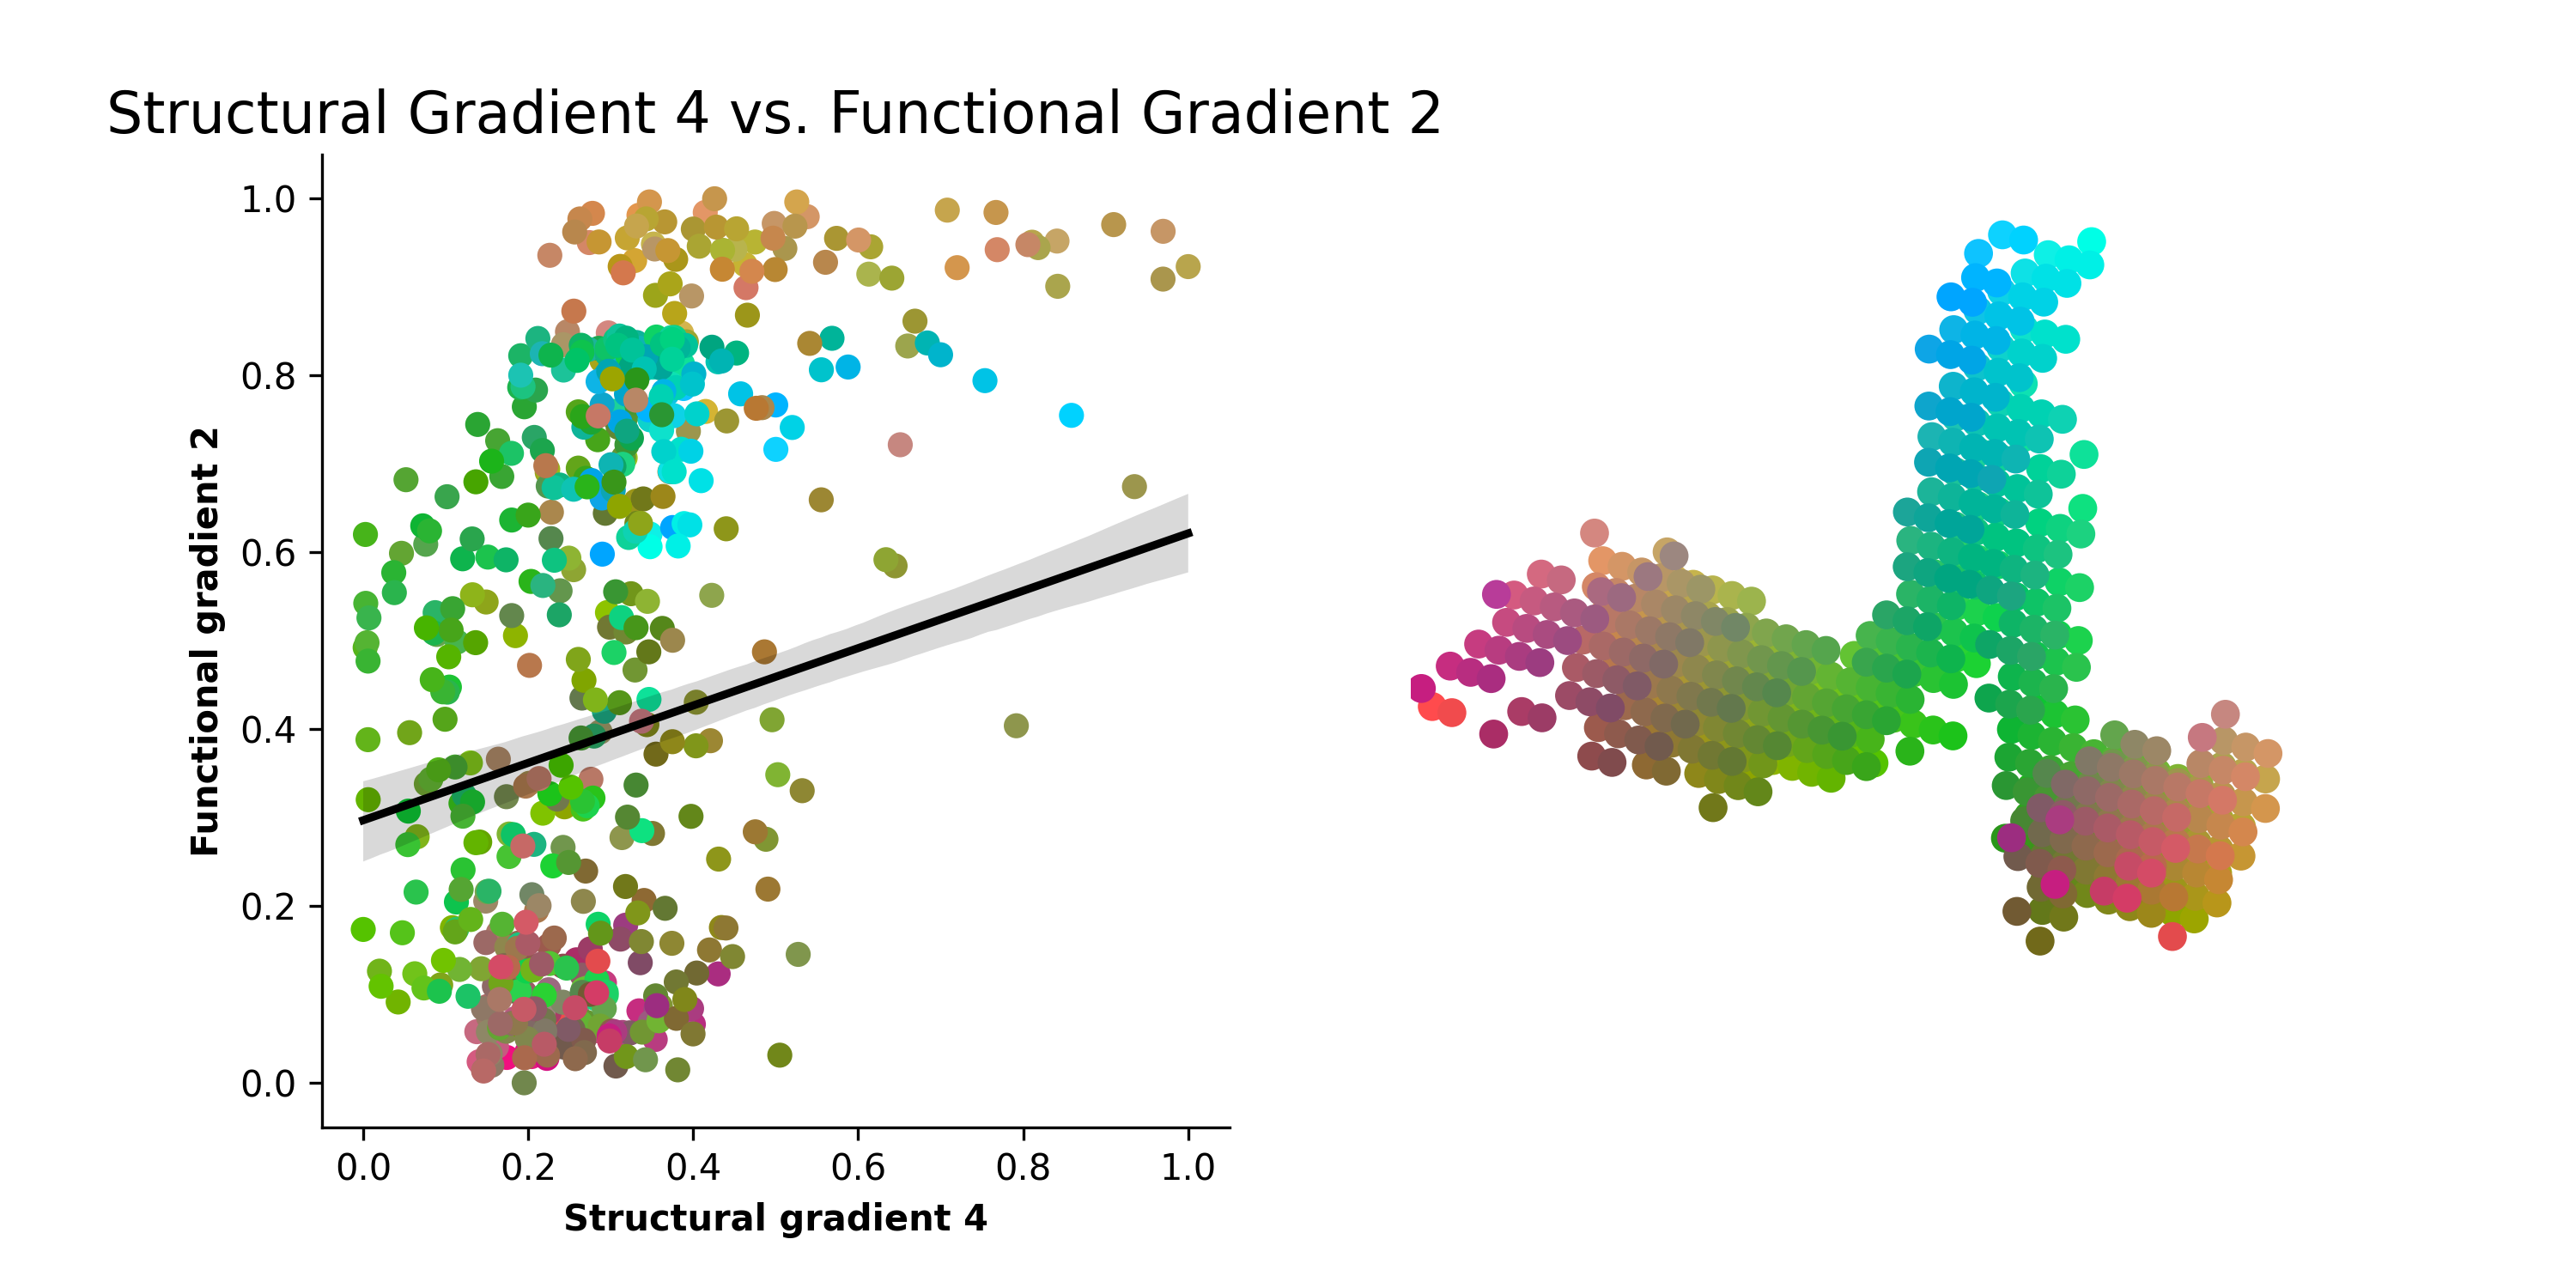 Structural Gradient 4 vs. Functional Gradient 2
1.0
0.8
0.6
0.4
0.2
0.0
Functional gradient 2
0.0 0.2 0.4 0.6 0.8 1.0
Structural gradient 4